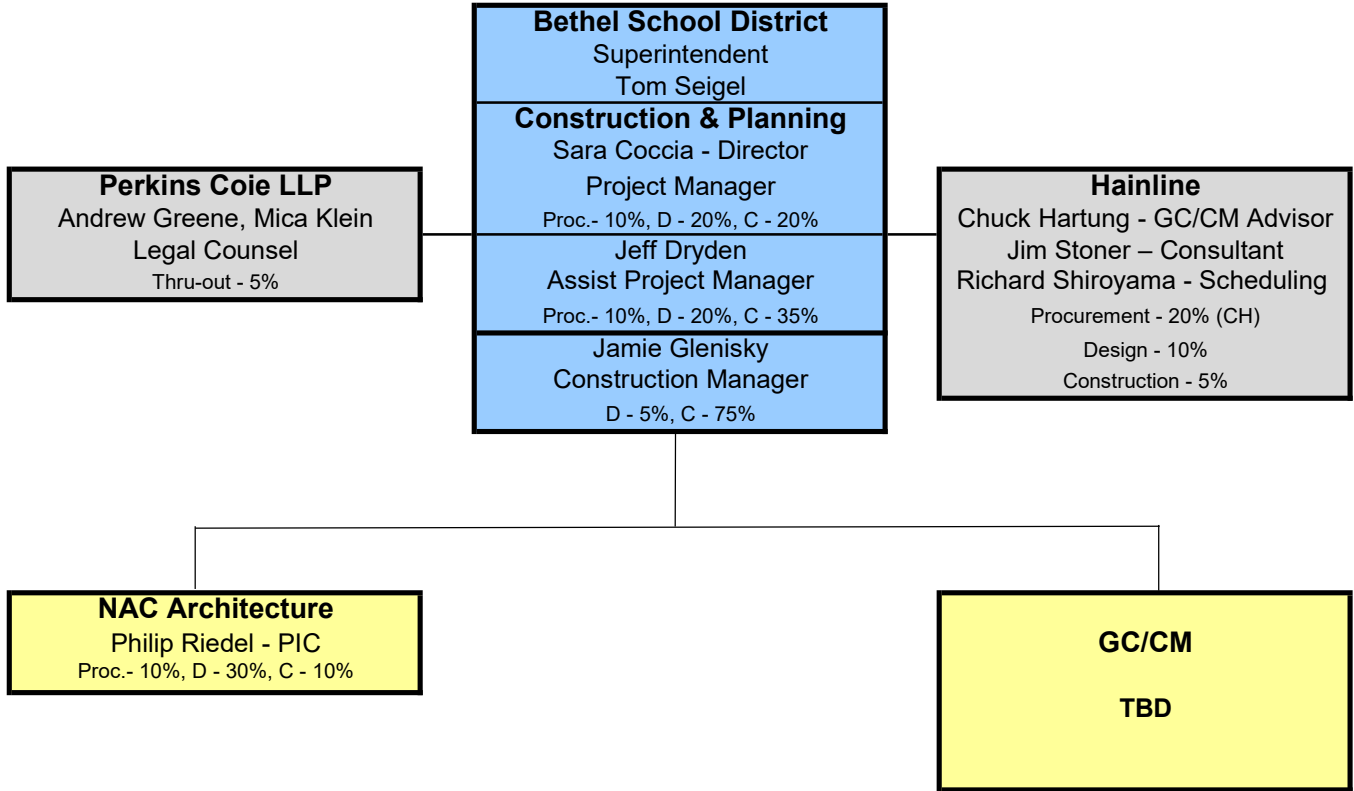 Bethel School District
Superintendent
Tom Seigel
Construction & Planning
Sara Coccia - Director
Project Manager
Proc.- 10%, D - 20%, C - 20%
Jeff Dryden
Assist Project Manager
Proc.- 10%, D - 20%, C - 35%
Jamie Glenisky
Construction Manager
D - 5%, C - 75%
Perkins Coie LLP
Andrew Greene, Mica Klein
Legal Counsel
Thru-out - 5%
Hainline
Chuck Hartung - GC/CM Advisor
Jim Stoner – Consultant
Richard Shiroyama - Scheduling
Procurement - 20% (CH)
Design - 10%
Construction - 5%
NAC Architecture
Philip Riedel - PIC
Proc.- 10%, D - 30%, C - 10%
GC/CM
TBD